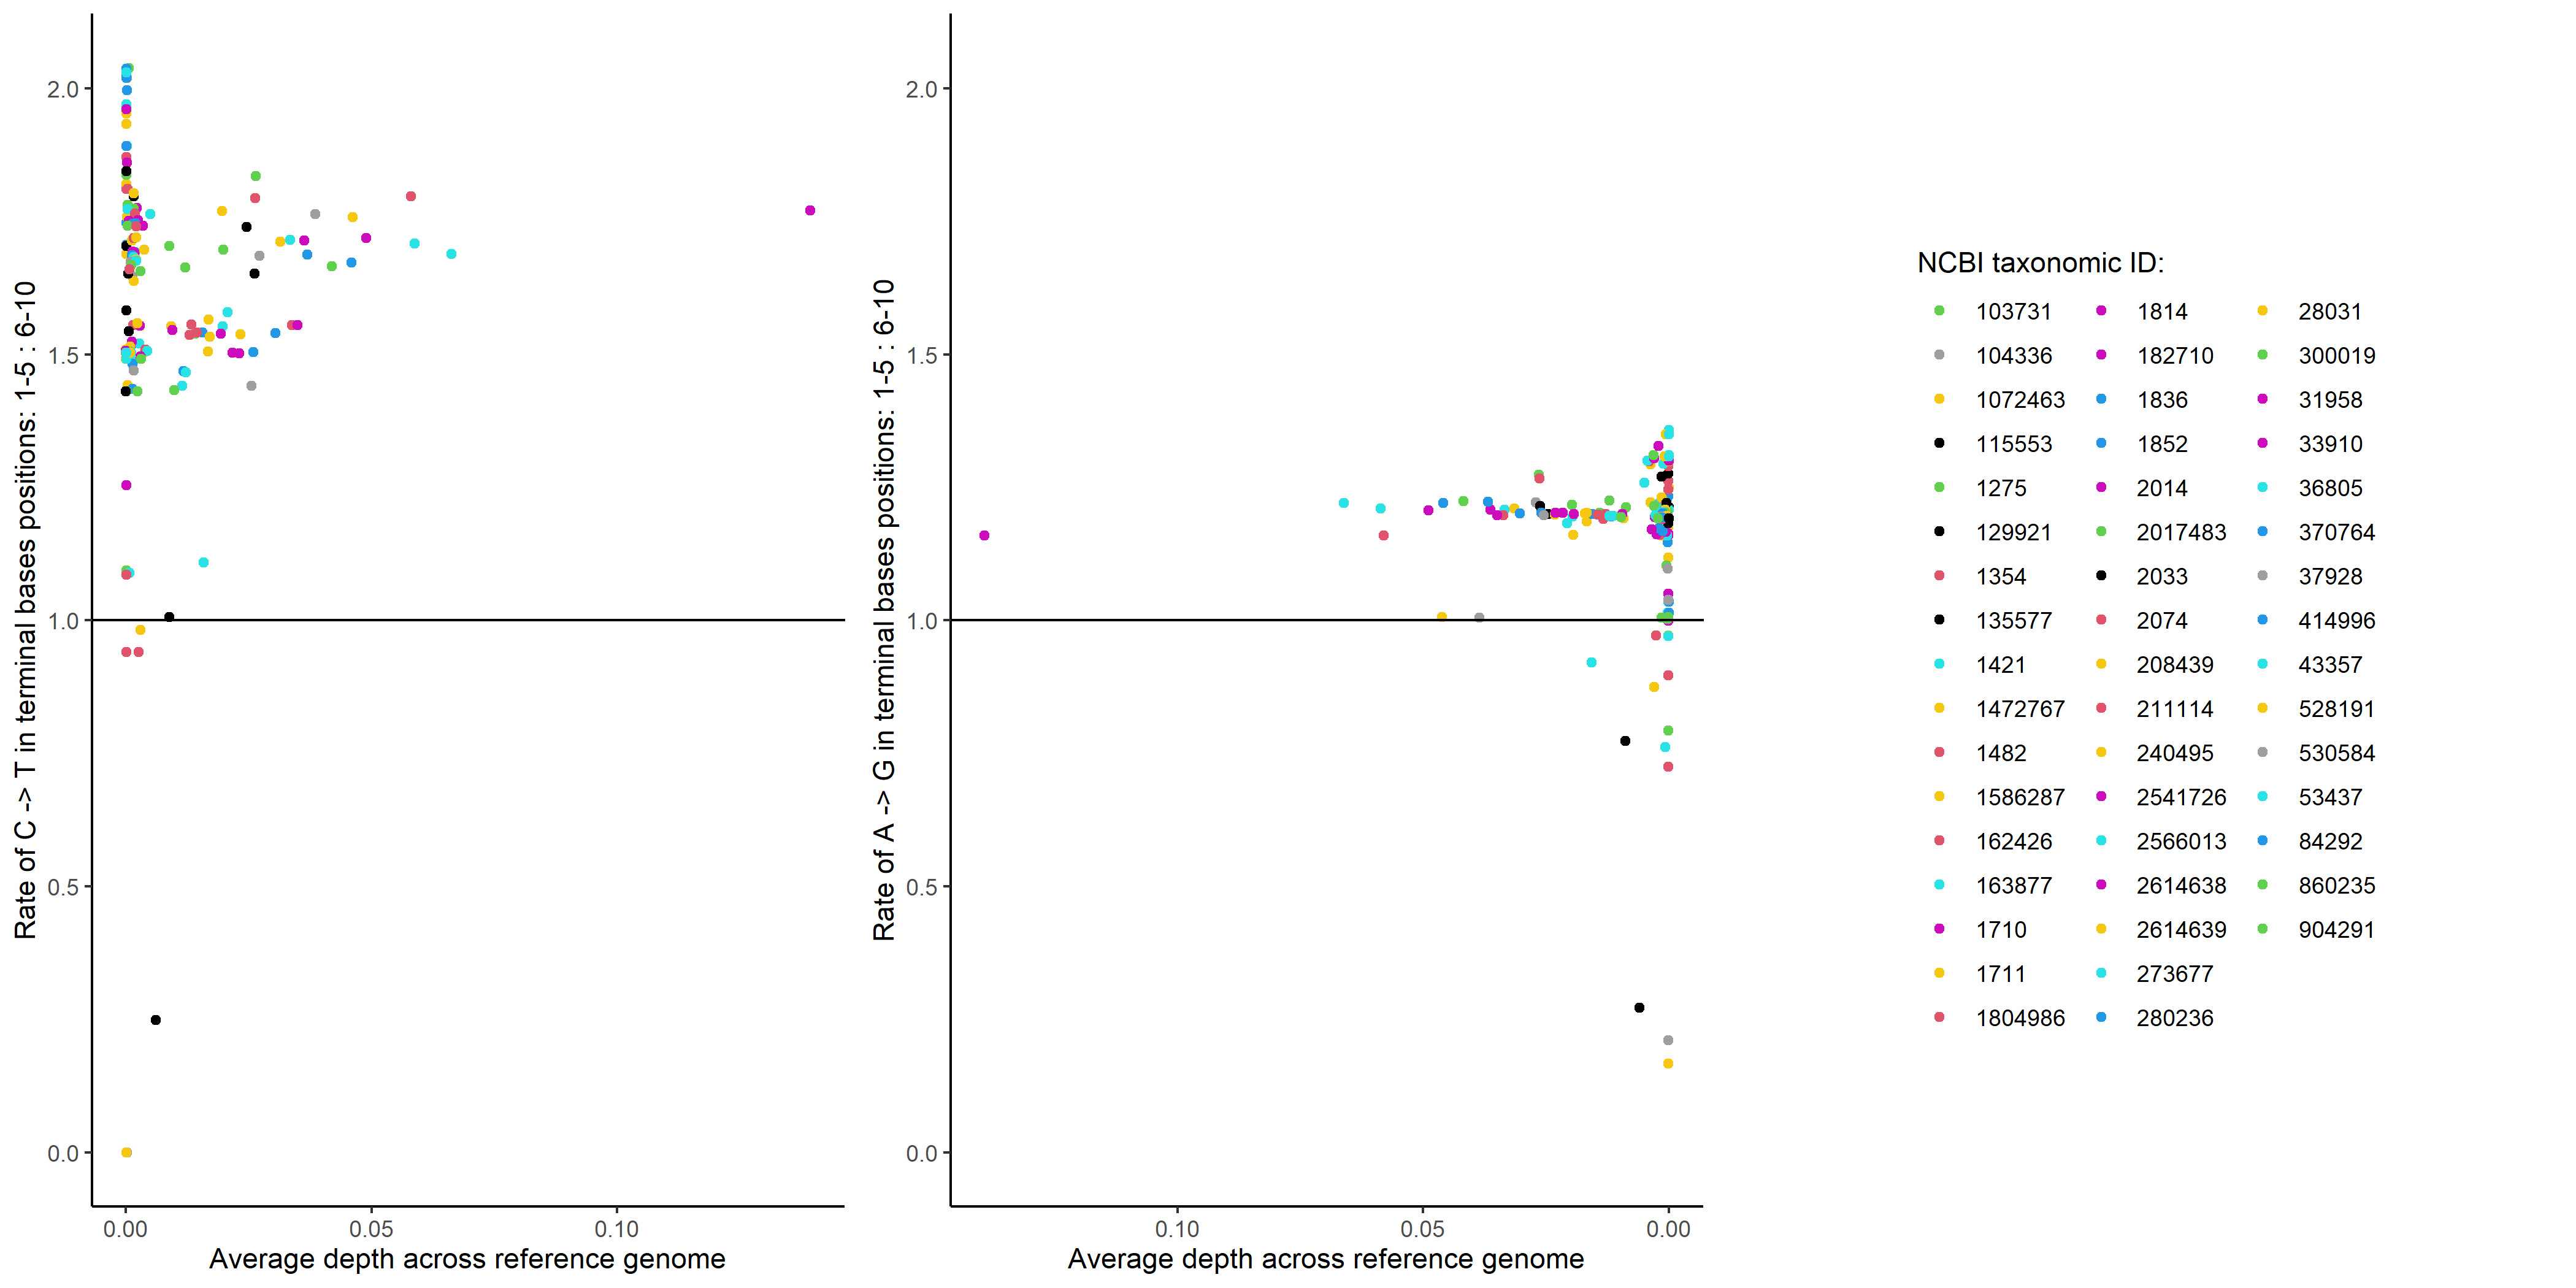 Rate of C -> T in terminal bases positions: 1-5 : 6-10
2.0
1.5
1.0
0.5
0.0
0.00 0.05 0.10
Average depth across reference genome
Rate of A -> G in terminal bases positions: 1-5 : 6-10
2.0
1.5
1.0
0.5
0.0
0.10 0.05 0.00
Average depth across reference genome
NCBI taxonomic ID:
103731 1814 28031
104336 182710 300019
1072463 1836 31958
115553 1852 33910
1275 2014 36805
129921 2017483 370764
1354 2033 37928
135577 2074 414996
1421 208439 43357
1472767 211114 528191
1482 240495 530584
1586287 2541726 53437
162426 2566013 84292
163877 2614638 860235
1710 2614639 904291
1711 273677
1804986 280236